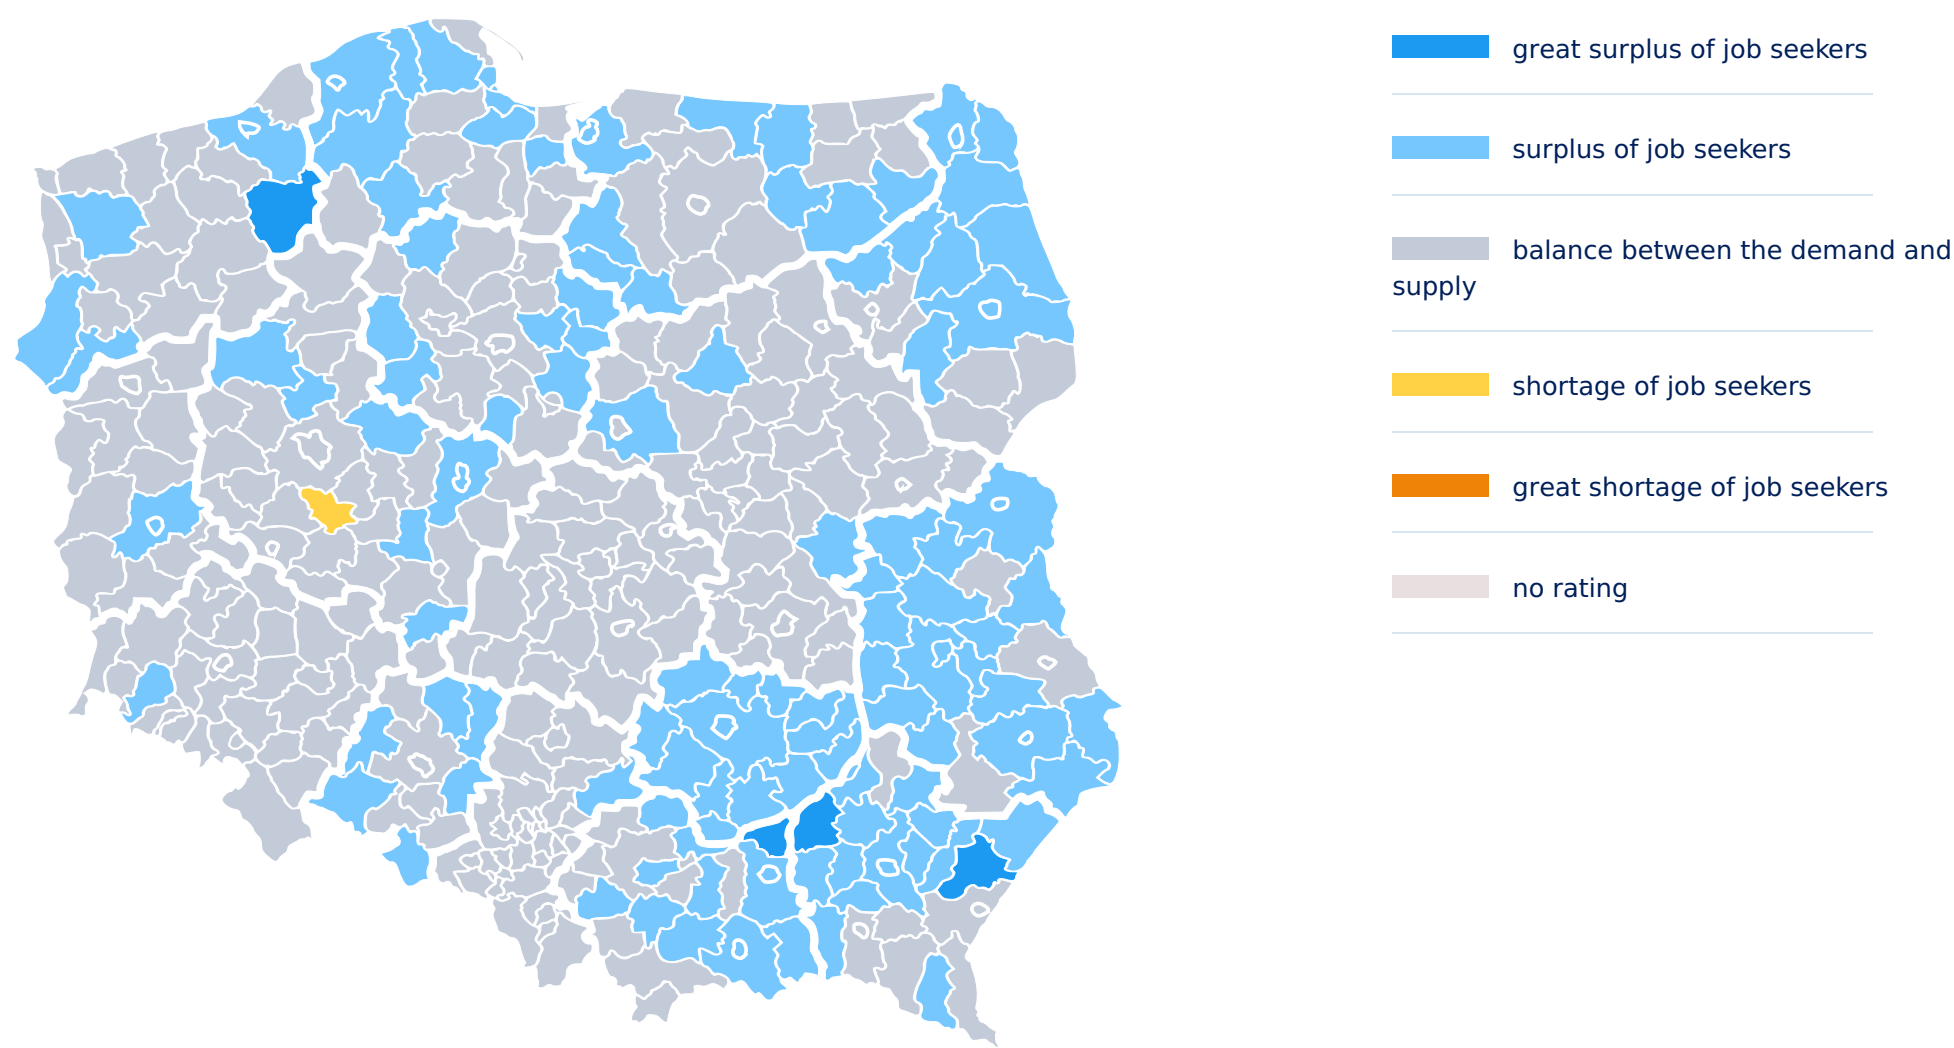 great surplus of job seekers
surplus of job seekers
balance between the demand and
supply
shortage of job seekers
great shortage of job seekers
no rating